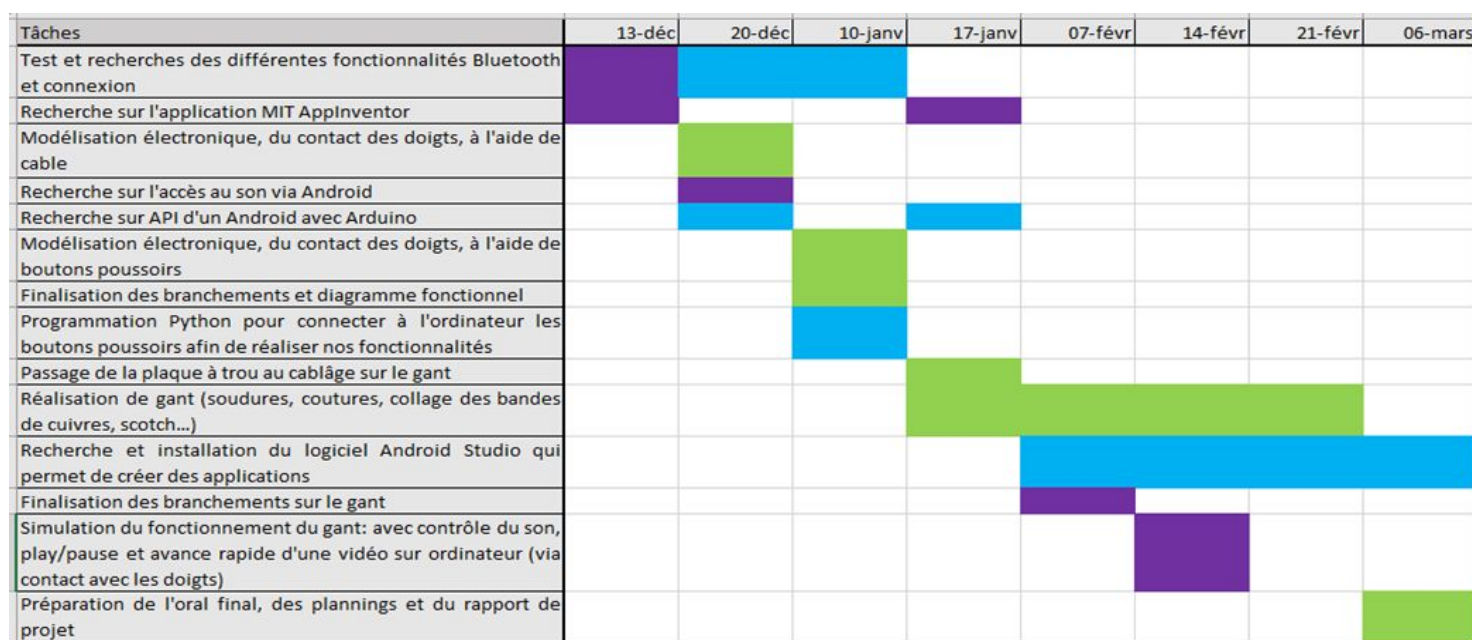 Tâches 13-déc 20-déc 10-janv 17-janv 07-févr 14-févr 21-févr 06-mars
Test et recherches des différentes fonctionnalités Bluetooth
et connexion
Recherche sur l'application MIT AppInventor
Modélisation électronique, du contact des doigts, à l'aide de
cable
Recherche sur l'accès au son via Android
Recherche sur API d'un Android avec Arduino
Modélisation électronique, du contact des doigts, à l'aide de
boutons poussoirs
Finalisation des branchements et diagramme fonctionnel
Programmation Python pour connecter à l'ordinateur les
boutons poussoirs afin de réaliser nos fonctionnalités
Passage de la plaque à trou au cablâge sur le gant
Réalisation de gant (soudures, coutures, collage des bandes
de cuivres, scotch...)
Recherche et installation du logiciel Android Studio qui
permet de créer des applications
Finalisation des branchements sur le gant
Simulation du fonctionnement du gant: avec contrôle du son,
play/pause et avance rapide d'une vidéo sur ordinateur (via
contact avec les doigts)
Préparation de l'oral final, des plannings et du rapport de
projet